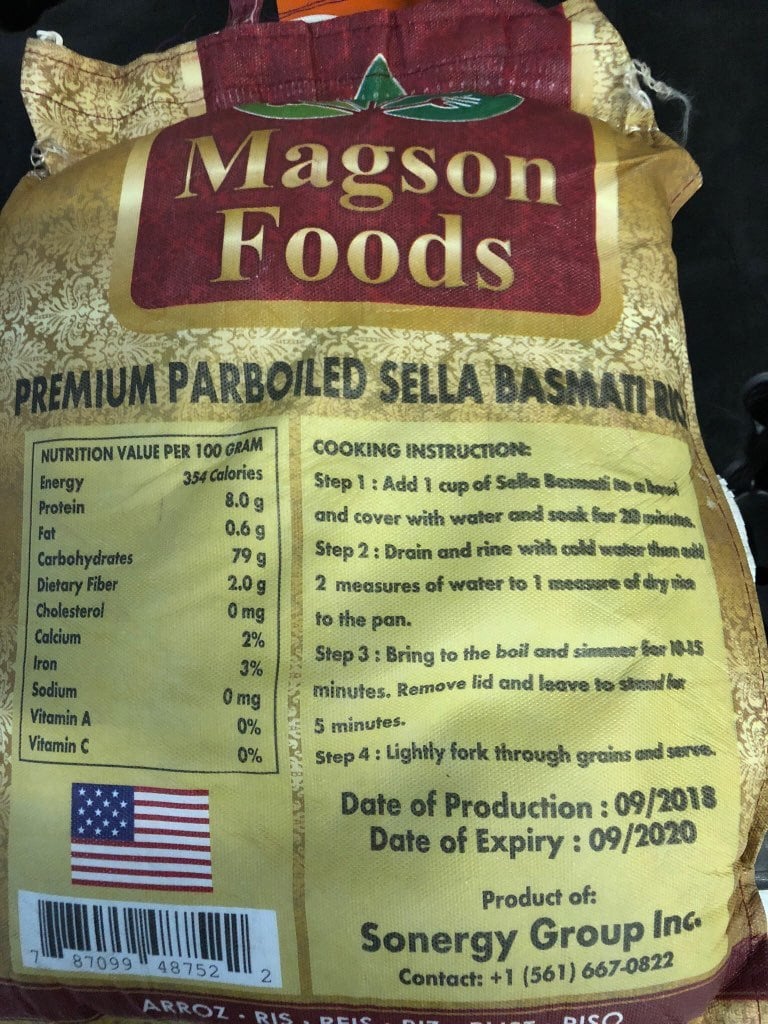 Magson
Foods
PREMIUM PARBOILED SELLA BASMATI
NUTRITION VALUE PER 100 GRAM
Energy 354 Calories
Protein 8.0 g
Fat 0.6 g
Carbohydrates 79 g
Dietary Fiber 2.0 g
Cholesterol 0 mg
Calcium 2%
Iron 3%
Sodium 0 mg
Vitamin A 0%
Vitamin C 0%
COOKING INSTRUCTION:
Step 1 : Add 1 cup of Sella Basmati to a bowl
and cover with water and soak for 20 minutes.
Step 2 : Drain and rine with cold water then add
2 measures of water to 1 measure of dry rice
to the pan.
Step 3 : Bring to the boil and simmer for 10-15
minutes. Remove lid and leave to stand for
5 minutes.
Step 4 : Lightly fork through grains and serve.
Date of Production : 09/2018
Date of Expiry : 09/2020
Product of:
Sonergy Group Inc.
Contact: +1 (561) 667-0822
7 87099 48752 2
ARROZ · RIS · REIS · RISO